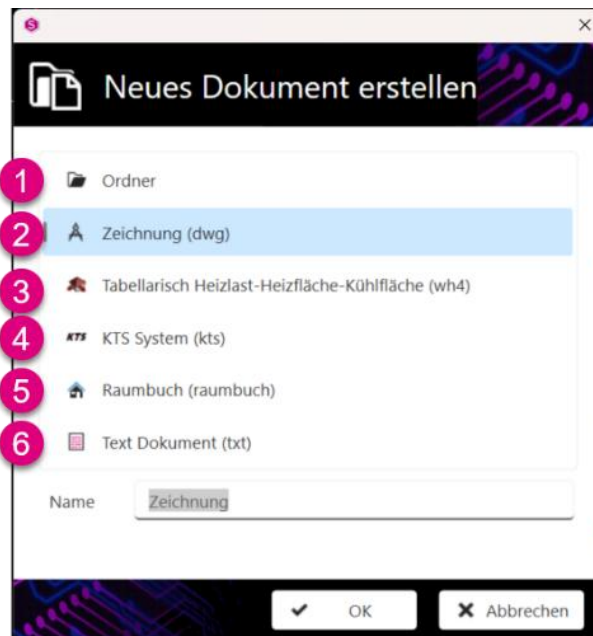 S
Neues Dokument erstellen
1 Ordner
2 Zeichnung (dwg)
3 Tabellarisch Heizlast-Heizfläche-Kühlfläche (wh4)
4 KTS KTS System (kts)
5 Raumbuch (raumbuch)
6 Text Dokument (txt)
Name Zeichnung
OK Abbrechen